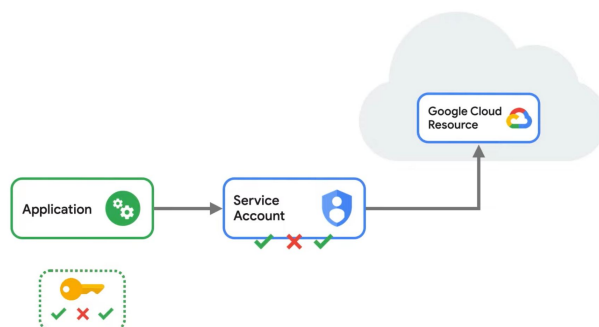 Google Cloud
Resource
Application
Service
Account